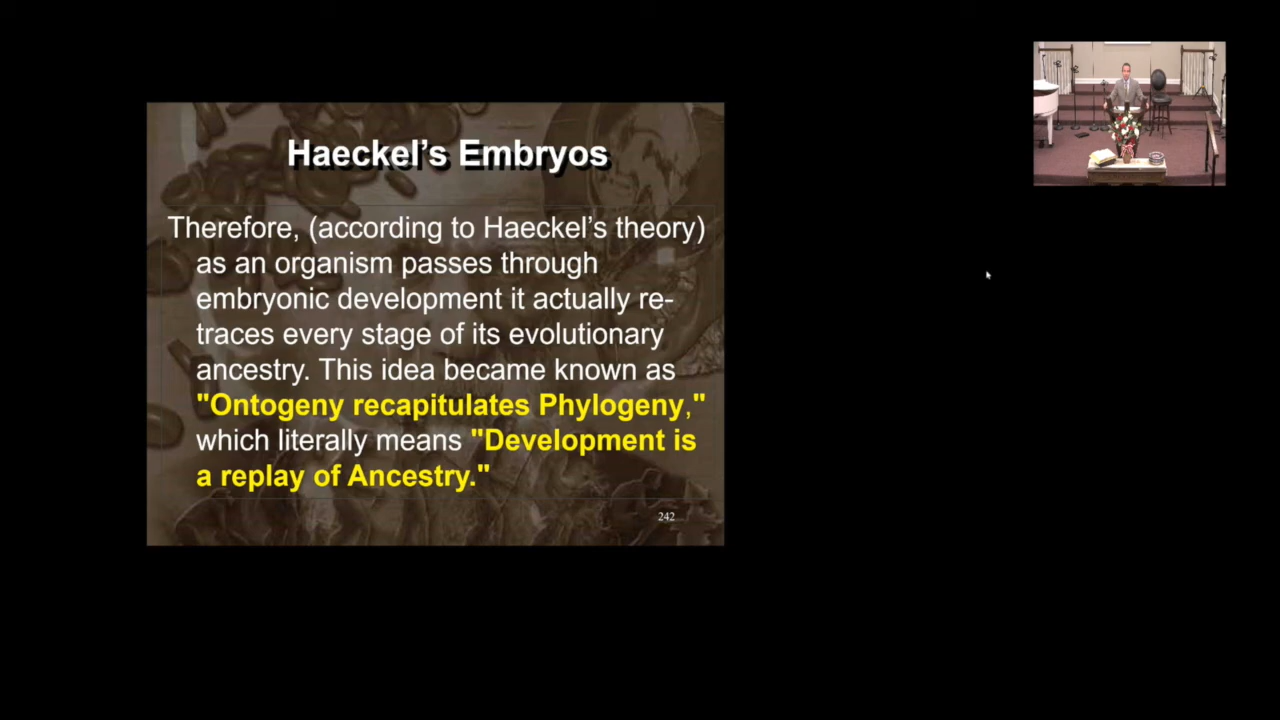 Haeckel’s Embryos
Therefore, (according to Haeckel’s theory)
as an organism passes through
embryonic development it actually re-
traces every stage of its evolutionary
ancestry. This idea became known as
"Ontogeny recapitulates Phylogeny,"
which literally means "Development is
a replay of Ancestry."
242